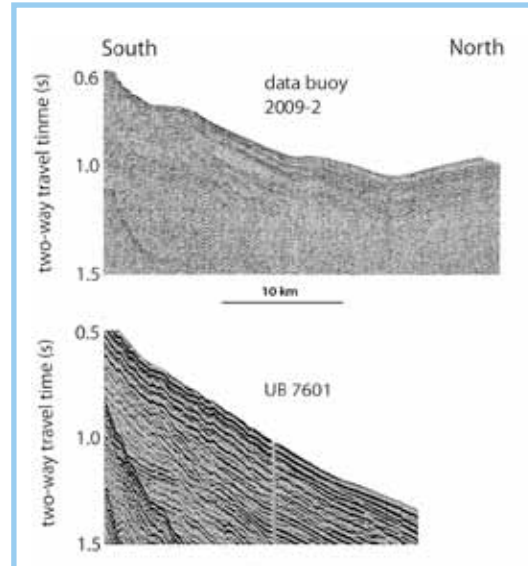 South North
data buoy
2009-2
two-way travel tinme (s)
0.6
1.0
1.5
10 km
two-way travel time (s)
0.5
UB 7601
1.0
1.5